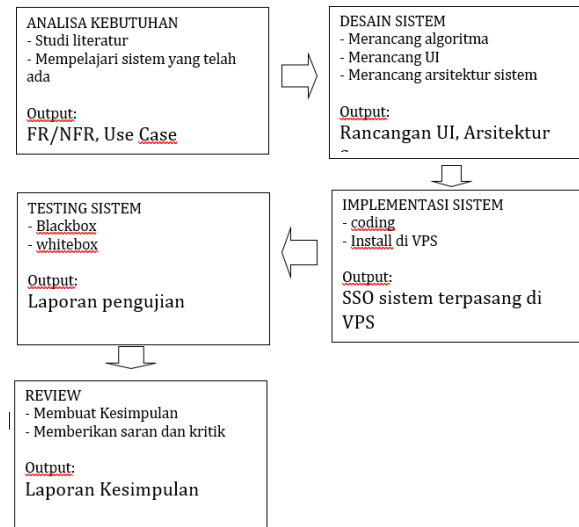 ANALISA KEBUTUHAN
- Studi literatur
- Mempelajari sistem yang telah
ada
Output:
FR/NFR, Use Case
DESAIN SISTEM
- Merancang algoritma
- Merancang UI
- Merancang arsitektur sistem
Output:
Rancangan UI, Arsitektur
IMPLEMENTASI SISTEM
- coding
- Install di VPS
Output:
SSO sistem terpasang di
VPS
TESTING SISTEM
- Blackbox
- whitebox
Output:
Laporan pengujian
REVIEW
- Membuat Kesimpulan
- Memberikan saran dan kritik
Output:
Laporan Kesimpulan